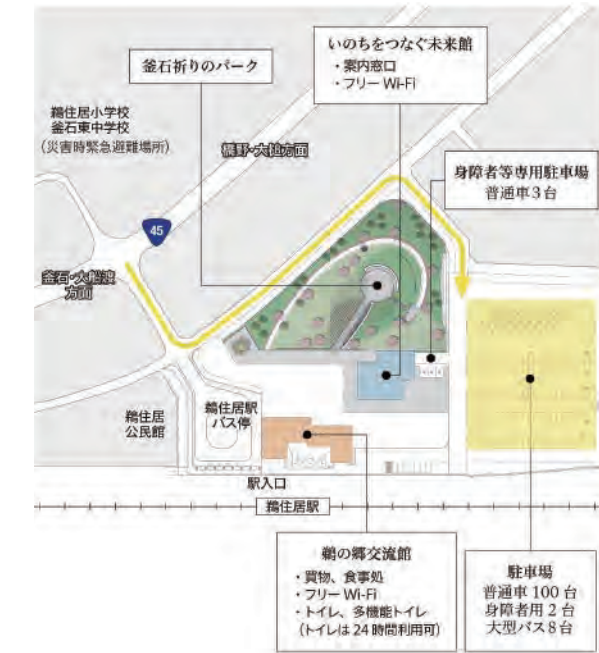 釜石祈りのパーク
いのちをつなぐ未来館
・案内窓口
・フリー Wi-Fi
鵜住居小学校
釜石東中学校
(災害時緊急避難場所)
橋野・大槌方面
身障者等専用駐車場
普通車3台
45
釜石・大船渡
方面
鵜住居
公民館
鵜住居駅
バス停
駅入口
鵜住居駅
鵜の郷交流館
・買物、食事処
・フリー Wi-Fi
・トイレ、多機能トイレ
(トイレは 24 時間利用可)
駐車場
普通車 100 台
身障者用 2 台
大型バス 8 台